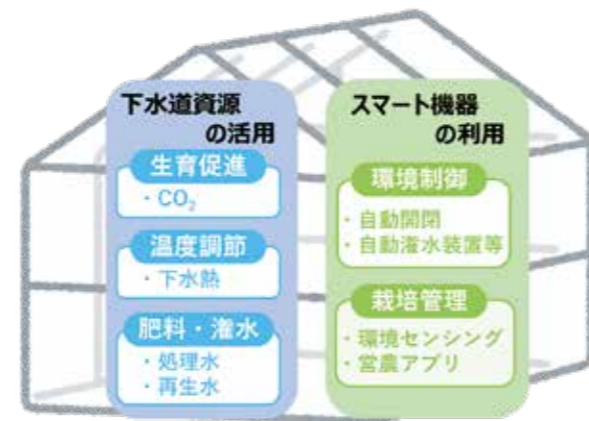 下水道資源
の活用
生育促進
・CO₂
温度調節
・下水熱
肥料・潅水
・処理水
・再生水
スマート機器
の利用
環境制御
・自動開閉
・自動潅水装置等
栽培管理
・環境センシング
・営農アプリ